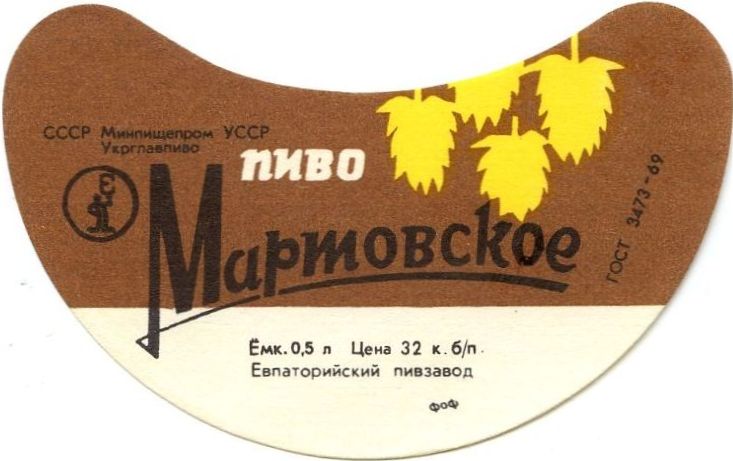 СССР Минпищепром УССР
Укрглавпиво
пиво
Мартовское
ГОСТ 3473-69
Ёмк. 0,5 л Цена 32 к. б/п.
Евпаторийский пивзавод
ФОФ